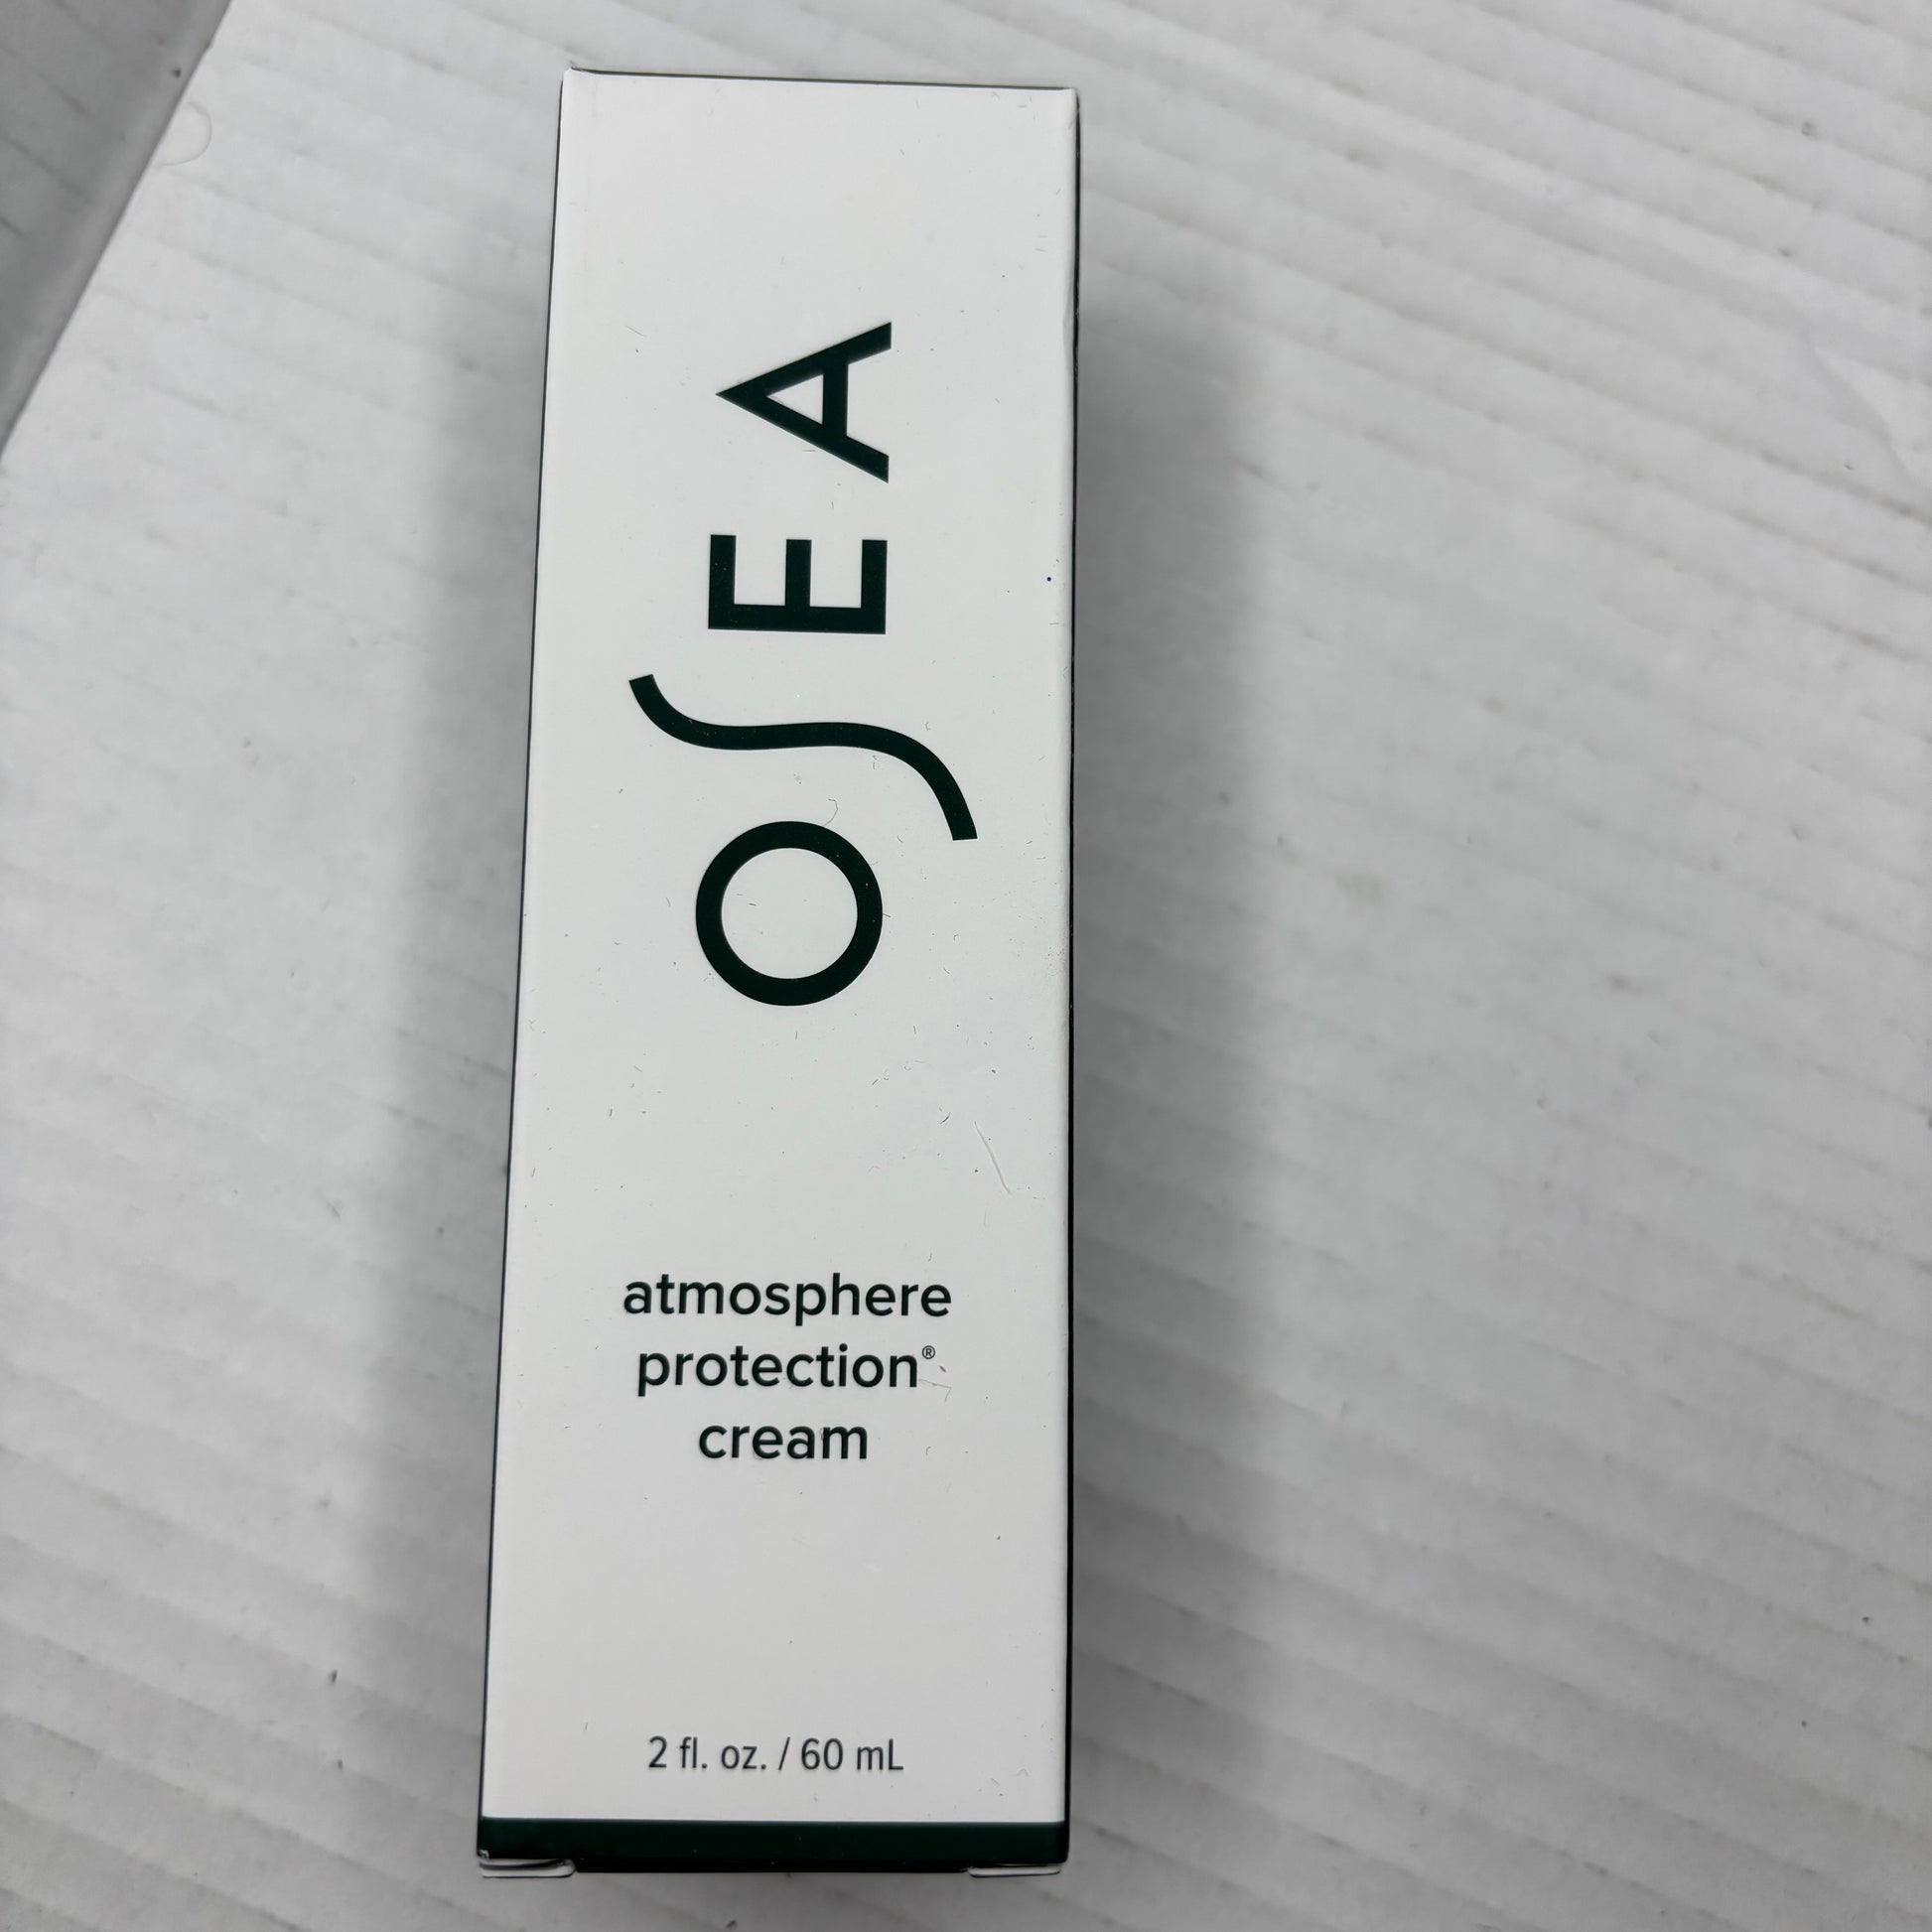 OSEA
atmosphere
protection®
cream
2 fl. oz. / 60 mL